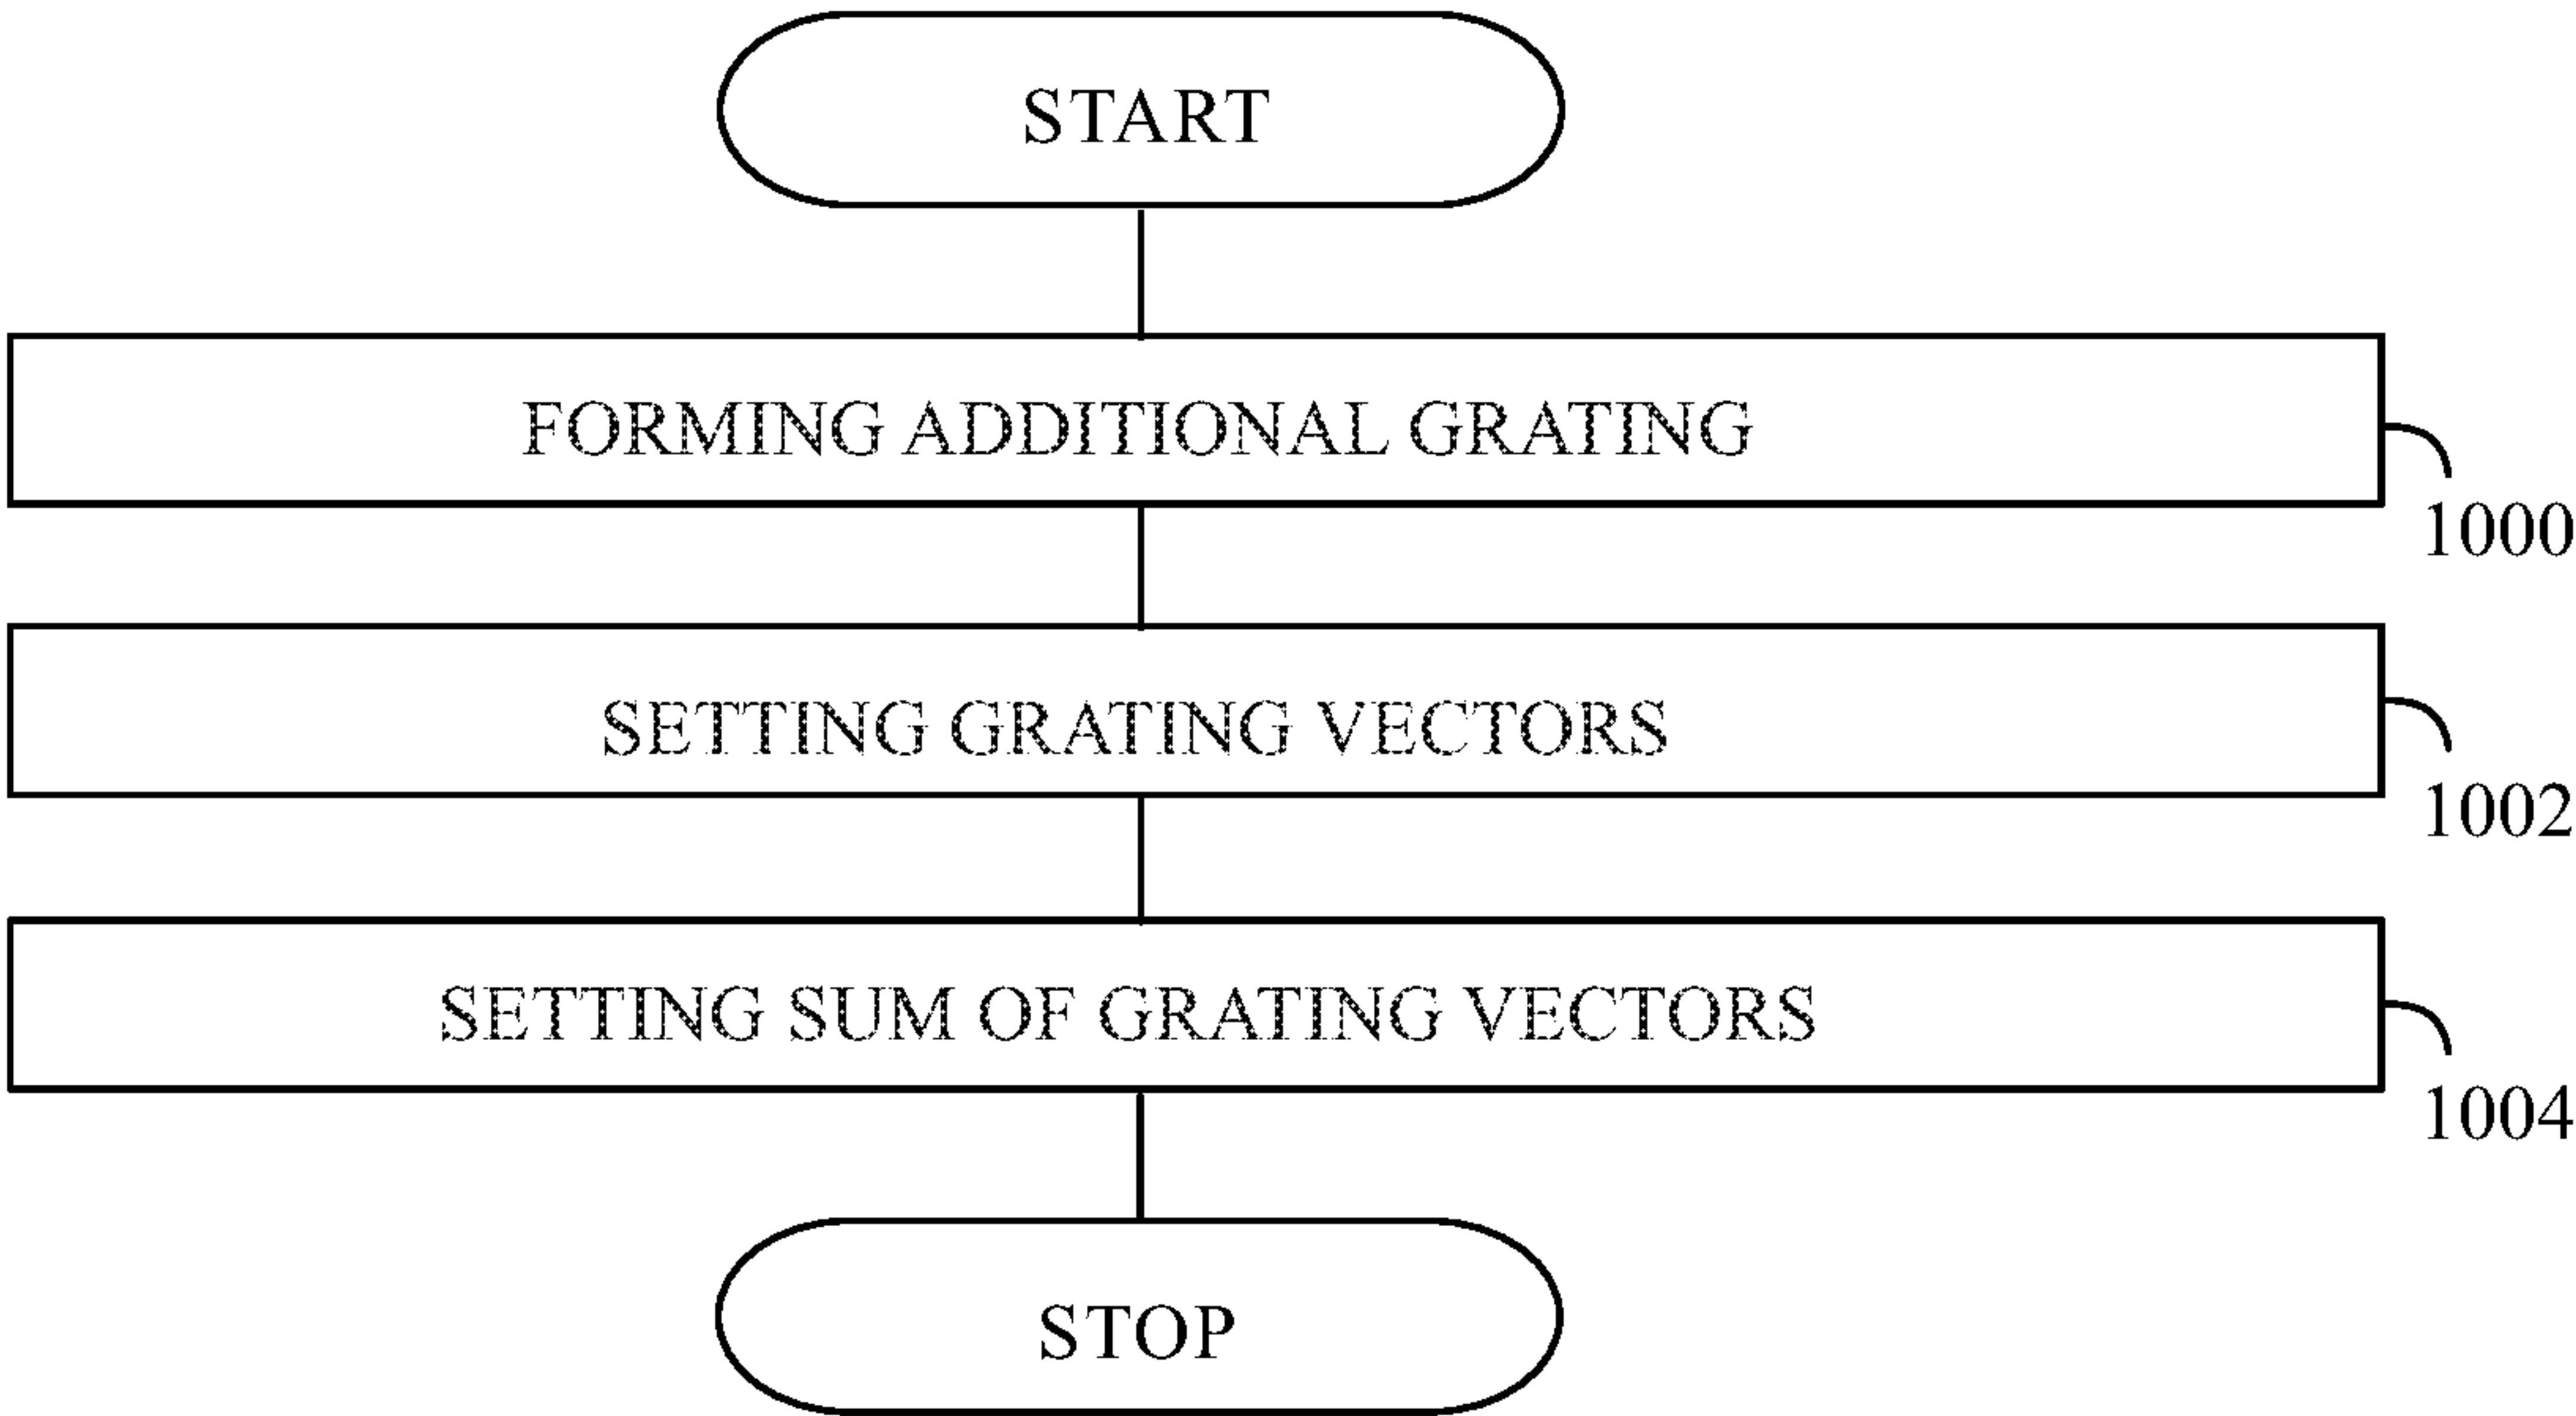 START
FORMING ADDITIONAL GRATING
1000
SETTING GRATING VECTORS
1002
SETTING SUM OF GRATING VECTORS
1004
STOP